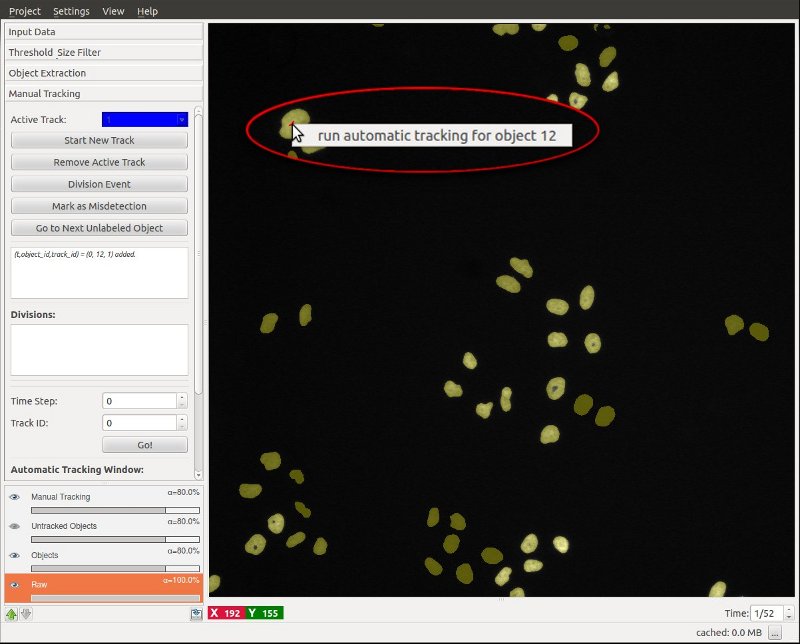 Project Settings View Help
Input Data
Threshold_Size Filter
Object Extraction
Manual Tracking
Active Track: 1
Start New Track
Remove Active Track
Division Event
Mark as Misdetection
Go to Next Unlabeled Object
(t,object_id,track_id) = (0, 12, 1) added.
Divisions:
Time Step: 0
Track ID: 0
Go!
Automatic Tracking Window:
run automatic tracking for object 12
Manual Tracking α=80.0%
Untracked Objects α=80.0%
Objects α=80.0%
Raw α=100.0%
X 192 Y 155
Time: 1/52
cached: 0.0 MB ...